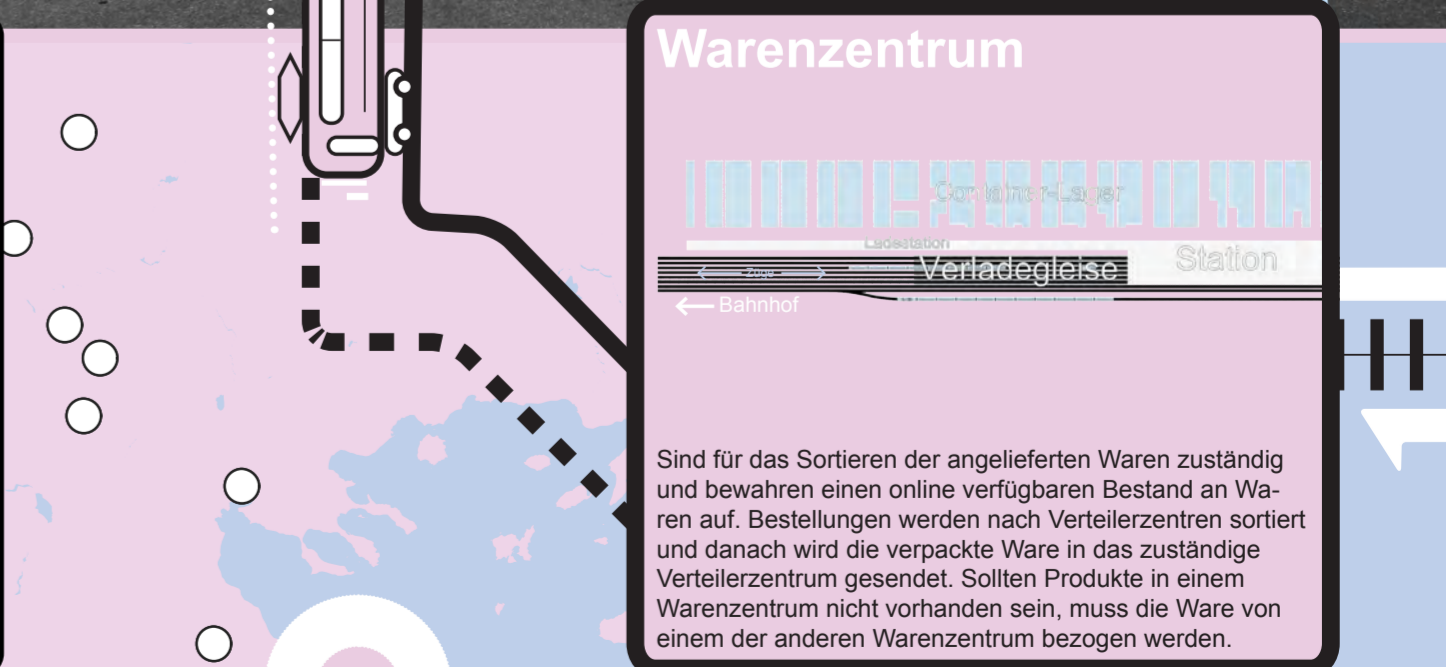 Warenzentrum
Container-Lager
Ladestation
Station
Verladegleise
Züge
Bahnhof
Sind für das Sortieren der angelieferten Waren zuständig
und bewahren einen online verfügbaren Bestand an Wa-
ren auf. Bestellungen werden nach Verteilerzentren sortiert
und danach wird die verpackte Ware in das zuständige
Verteilerzentrum gesendet. Sollten Produkte in einem
Warenzentrum nicht vorhanden sein, muss die Ware von
einem der anderen Warenzentrum bezogen werden.